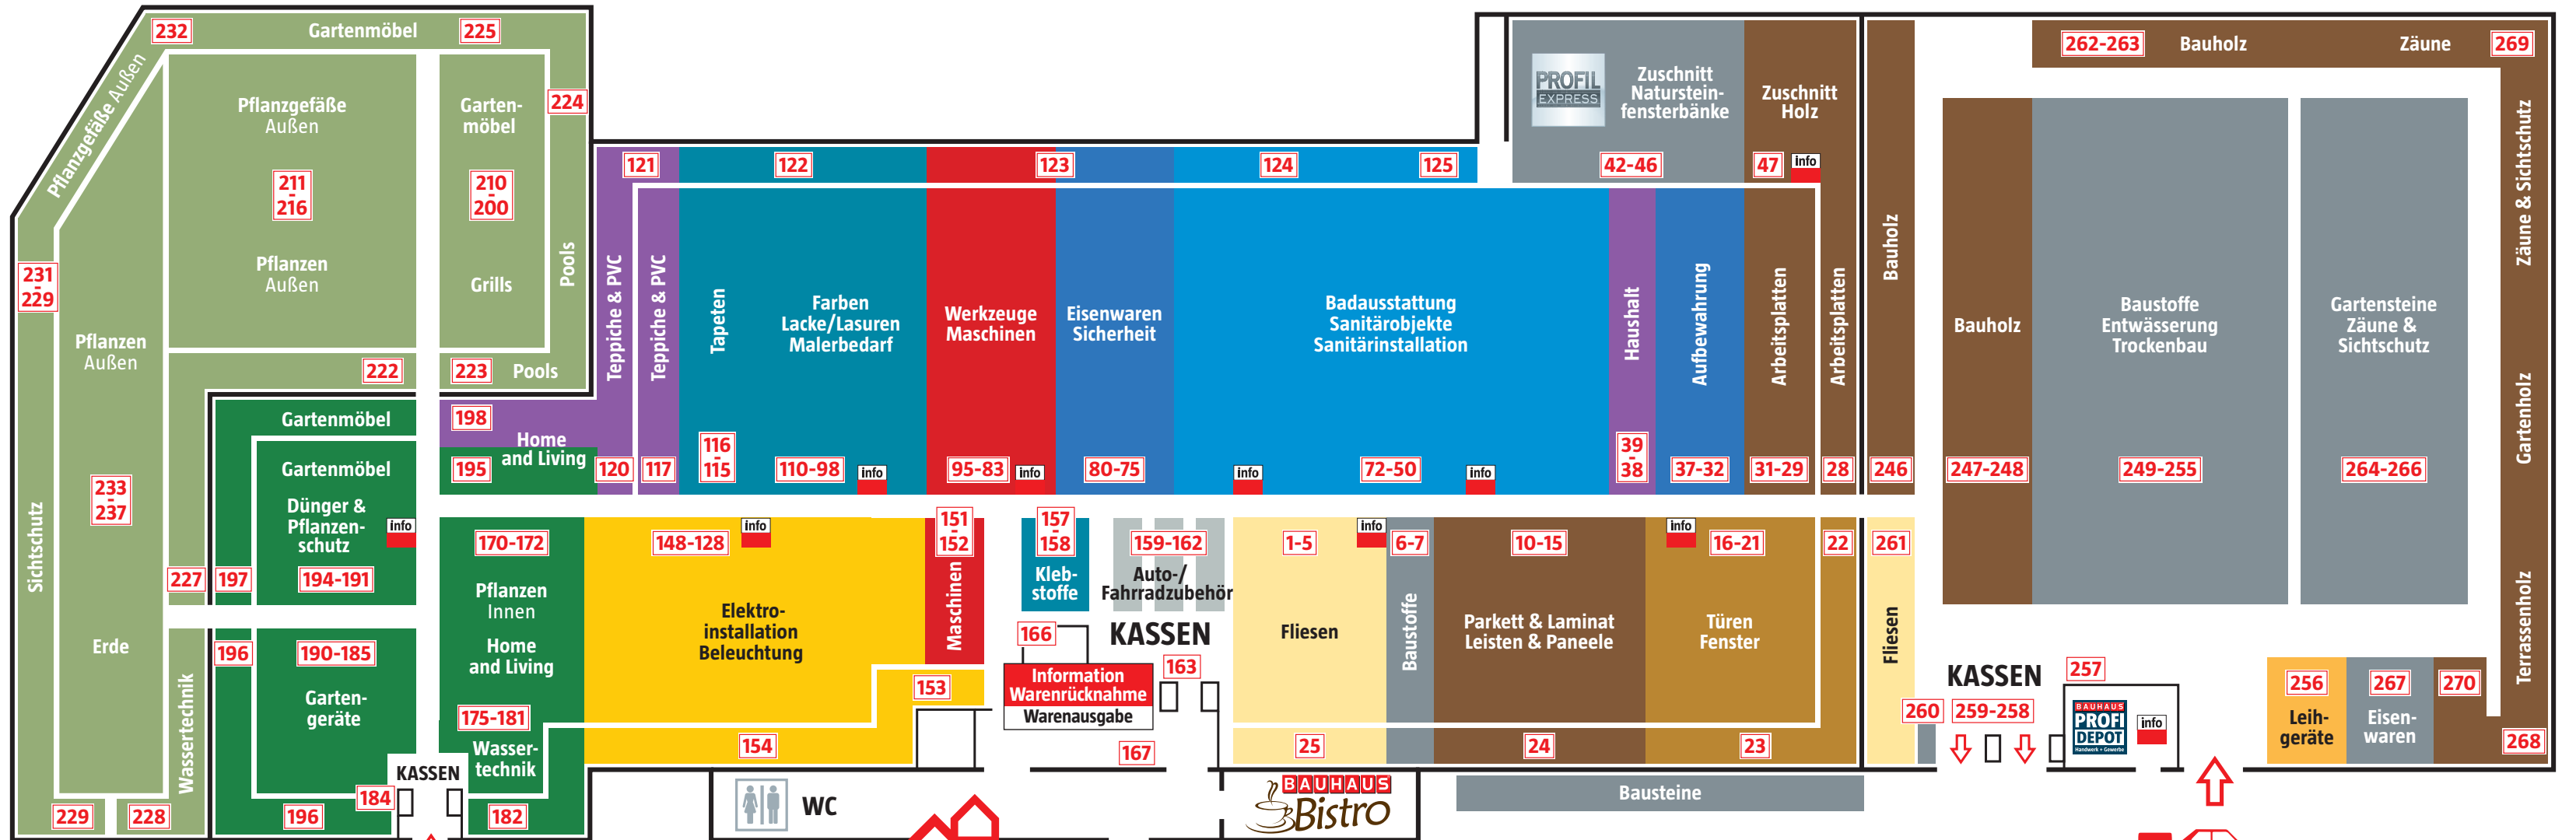 232
Gartenmöbel
225
Pflanzgefäße Außen
Pflanzgefäße
Außen
211
-
216
Pflanzen
Außen
Garten-
möbel
224
210
-
200
Grills
Pools
231
-
229
Pflanzen
Außen
222
223
Pools
233
-
237
Sichtschutz
Erde
227
Wassertechnik
229
228
Gartenmöbel
Gartenmöbel
Dünger &
Pflanzen-
schutz
info
197
194-191
196
190-185
Garten-
geräte
184
196
KASSEN
198
Home
and Living
195
120
117
121
Teppiche & PVC
Teppiche & PVC
122
Tapeten
116
-
115
Farben
Lacke/Lasuren
Malerbedarf
110-98
info
123
Werkzeuge
Maschinen
95-83
info
Eisenwaren
Sicherheit
80-75
124
125
Badausstattung
Sanitärobjekte
Sanitärinstallation
info
72-50
info
PROFIL
EXPRESS
Zuschnitt
Naturstein-
fensterbänke
42-46
Zuschnitt
Holz
47
info
Haushalt
39
-
38
Aufbewahrung
37-32
Arbeitsplatten
31-29
Arbeitsplatten
28
Bauholz
246
262-263
Bauholz
Zäune
269
Bauholz
247-248
Baustoffe
Entwässerung
Trockenbau
249-255
Gartensteine
Zäune &
Sichtschutz
264-266
Zäune & Sichtschutz
Gartenholz
Terrassenholz
170-172
Pflanzen
Innen
Home
and Living
175-181
Wasser-
technik
182
148-128
info
Elektro-
installation
Beleuchtung
154
151
-
152
Maschinen
153
157
-
158
Kleb-
stoffe
159-162
Auto-/
Fahrradzubehör
KASSEN
166
163
Information
Warenrücknahme
Warenausgabe
167
1-5
info
Fliesen
25
6-7
Baustoffe
10-15
Parkett & Laminat
Leisten & Paneele
24
info
16-21
Türen
Fenster
23
22
261
Fliesen
260
KASSEN
259-258
257
BAUHAUS
PROFI
DEPOT
Handwerk + Gewerbe
info
256
Leih-
geräte
267
Eisen-
waren
270
268
WC
BAUHAUS
Bistro
Bausteine